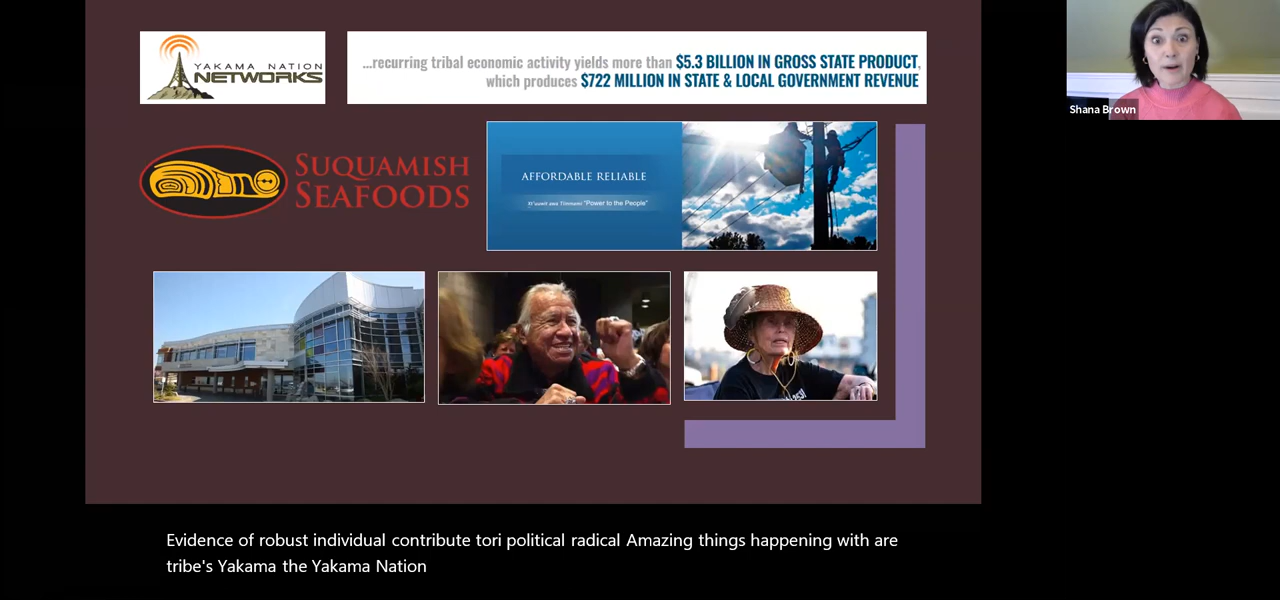 YAKAMA NATION
NETWORKS
...recurring tribal economic activity yields more than $5.3 BILLION IN GROSS STATE PRODUCT,
which produces $722 MILLION IN STATE & LOCAL GOVERNMENT REVENUE
Shana Brown
SUQUAMISH
SEAFOODS
AFFORDABLE RELIABLE
"Power to the People"
Evidence of robust individual contribute tori political radical Amazing things happening with are
tribe's Yakama the Yakama Nation